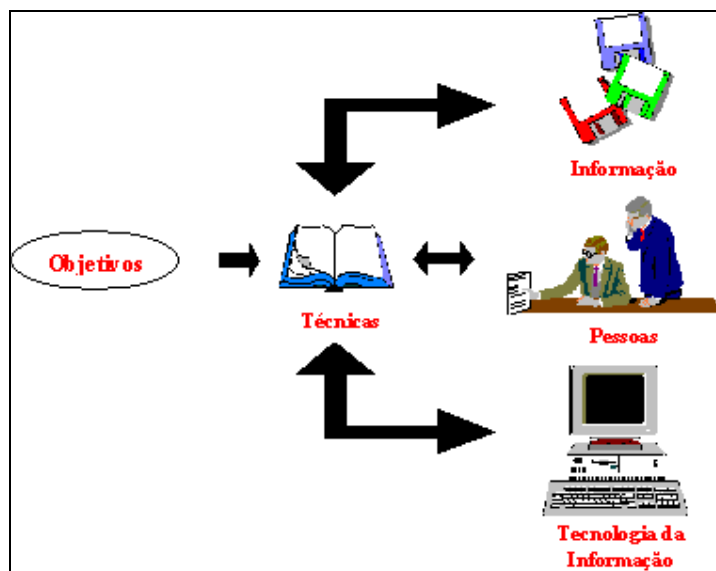 Informação
Objetivos
Técnicas
Pessoas
Tecnologia da
Informação